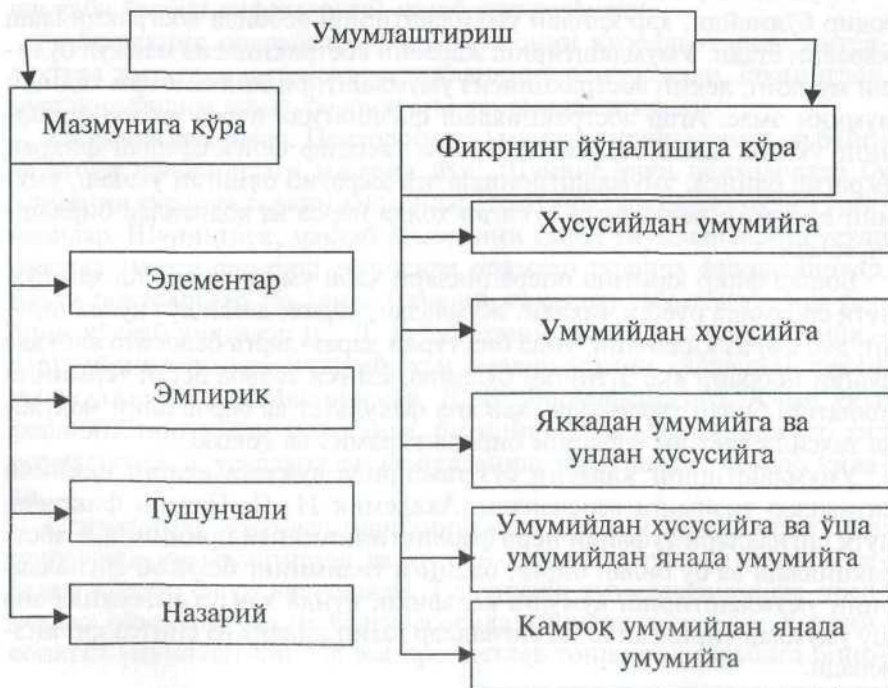 Умумлаштириш
Мазмунига кўра
Фикрнинг йўналишига кўра
Элементар
Эмпирик
Тушунчали
Назарий
Хусусийдан умумийга
Умумийдан хусусийга
Яккадан умумийга ва
ундан хусусийга
Умумийдан хусусийга ва ўша
умумийдан янада умумийга
Камроқ умумийдан янада
умумийга